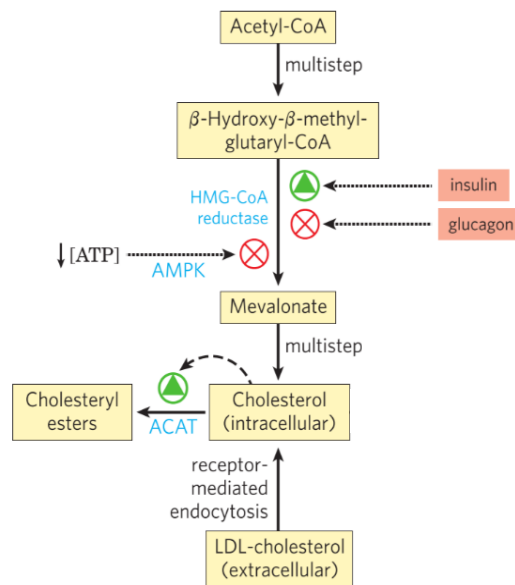 Acetyl-CoA
multistep
β-Hydroxy-β-methyl-
glutaryl-CoA
HMG-CoA
reductase
insulin
glucagon
↓[ATP]
AMPK
Mevalonate
multistep
Cholesteryl
esters
ACAT
Cholesterol
(intracellular)
receptor-
mediated
endocytosis
LDL-cholesterol
(extracellular)